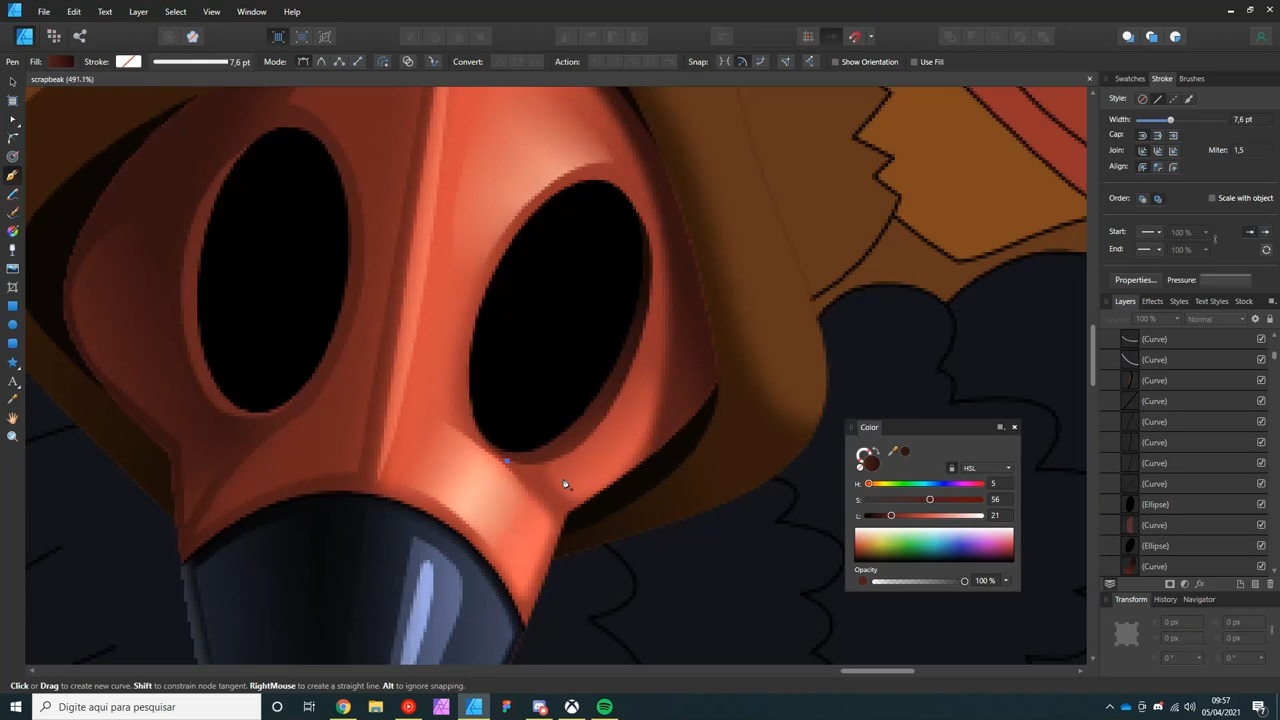 File Edit Text Layer Select View Window Help
Pen Fill: Stroke: 7,6 pt Mode: Convert: Action: Snap: Show Orientation Use Fill
scrapbeak (491.1%)
Swatches Stroke Brushes
Style:
Width: 7,6 pt
Cap:
Join: Miter: 1,5
Align:
Order: Scale with object
Start: 100 %
End: 100 %
Properties... Pressure:
Layers Effects Styles Text Styles Stock
Opacity: 100 % Normal
(Curve)
(Curve)
(Curve)
(Curve)
(Curve)
(Curve)
(Curve)
(Curve)
(Ellipse)
(Curve)
(Ellipse)
(Curve)
Color
HSL
H: 5
S: 56
L: 21
Opacity
100 %
Transform History Navigator
X: 0 px W: 0 px
Y: 0 px H: 0 px
Click or Drag to create new curve. Shift to constrain node tangent. RightMouse to create a straight line. Alt to ignore snapping.
Digite aqui para pesquisar
09:57
05/04/2021